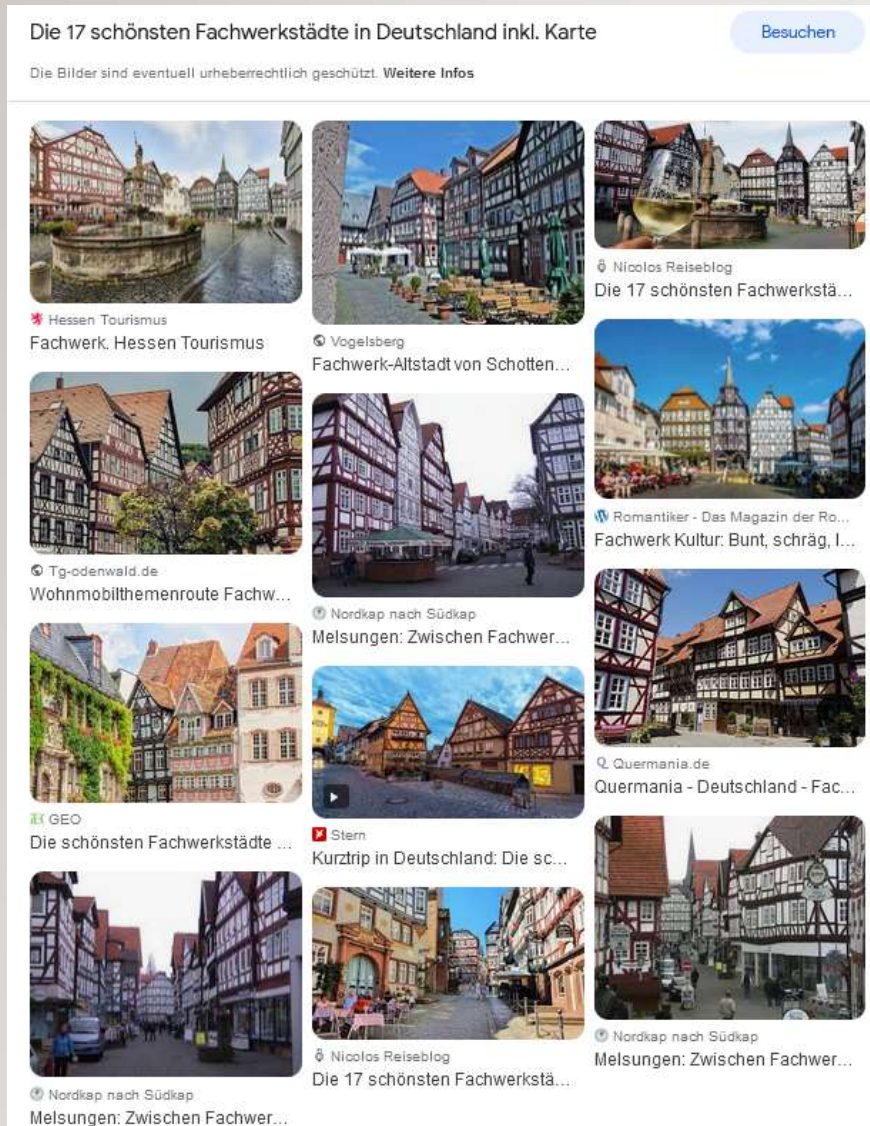 Die 17 schönsten Fachwerkstädte in Deutschland inkl. Karte
Besuchen
Die Bilder sind eventuell urheberrechtlich geschützt. Weitere Infos
Hessen Tourismus
Fachwerk. Hessen Tourismus
Tg-odenwald.de
Wohnmobilthemenroute Fachw...
GEO
Die schönsten Fachwerkstädte ...
Nordkap nach Südkap
Melsungen: Zwischen Fachwer...
Vogelsberg
Fachwerk-Altstadt von Schotten...
Nordkap nach Südkap
Melsungen: Zwischen Fachwer...
Stern
Kurztrip in Deutschland: Die sc...
Nicolos Reiseblog
Die 17 schönsten Fachwerkstä...
Nicolos Reiseblog
Die 17 schönsten Fachwerkstä...
Romantiker - Das Magazin der Ro...
Fachwerk Kultur: Bunt, schräg, l...
Quermania.de
Quermania - Deutschland - Fac...
Nordkap nach Südkap
Melsungen: Zwischen Fachwer...